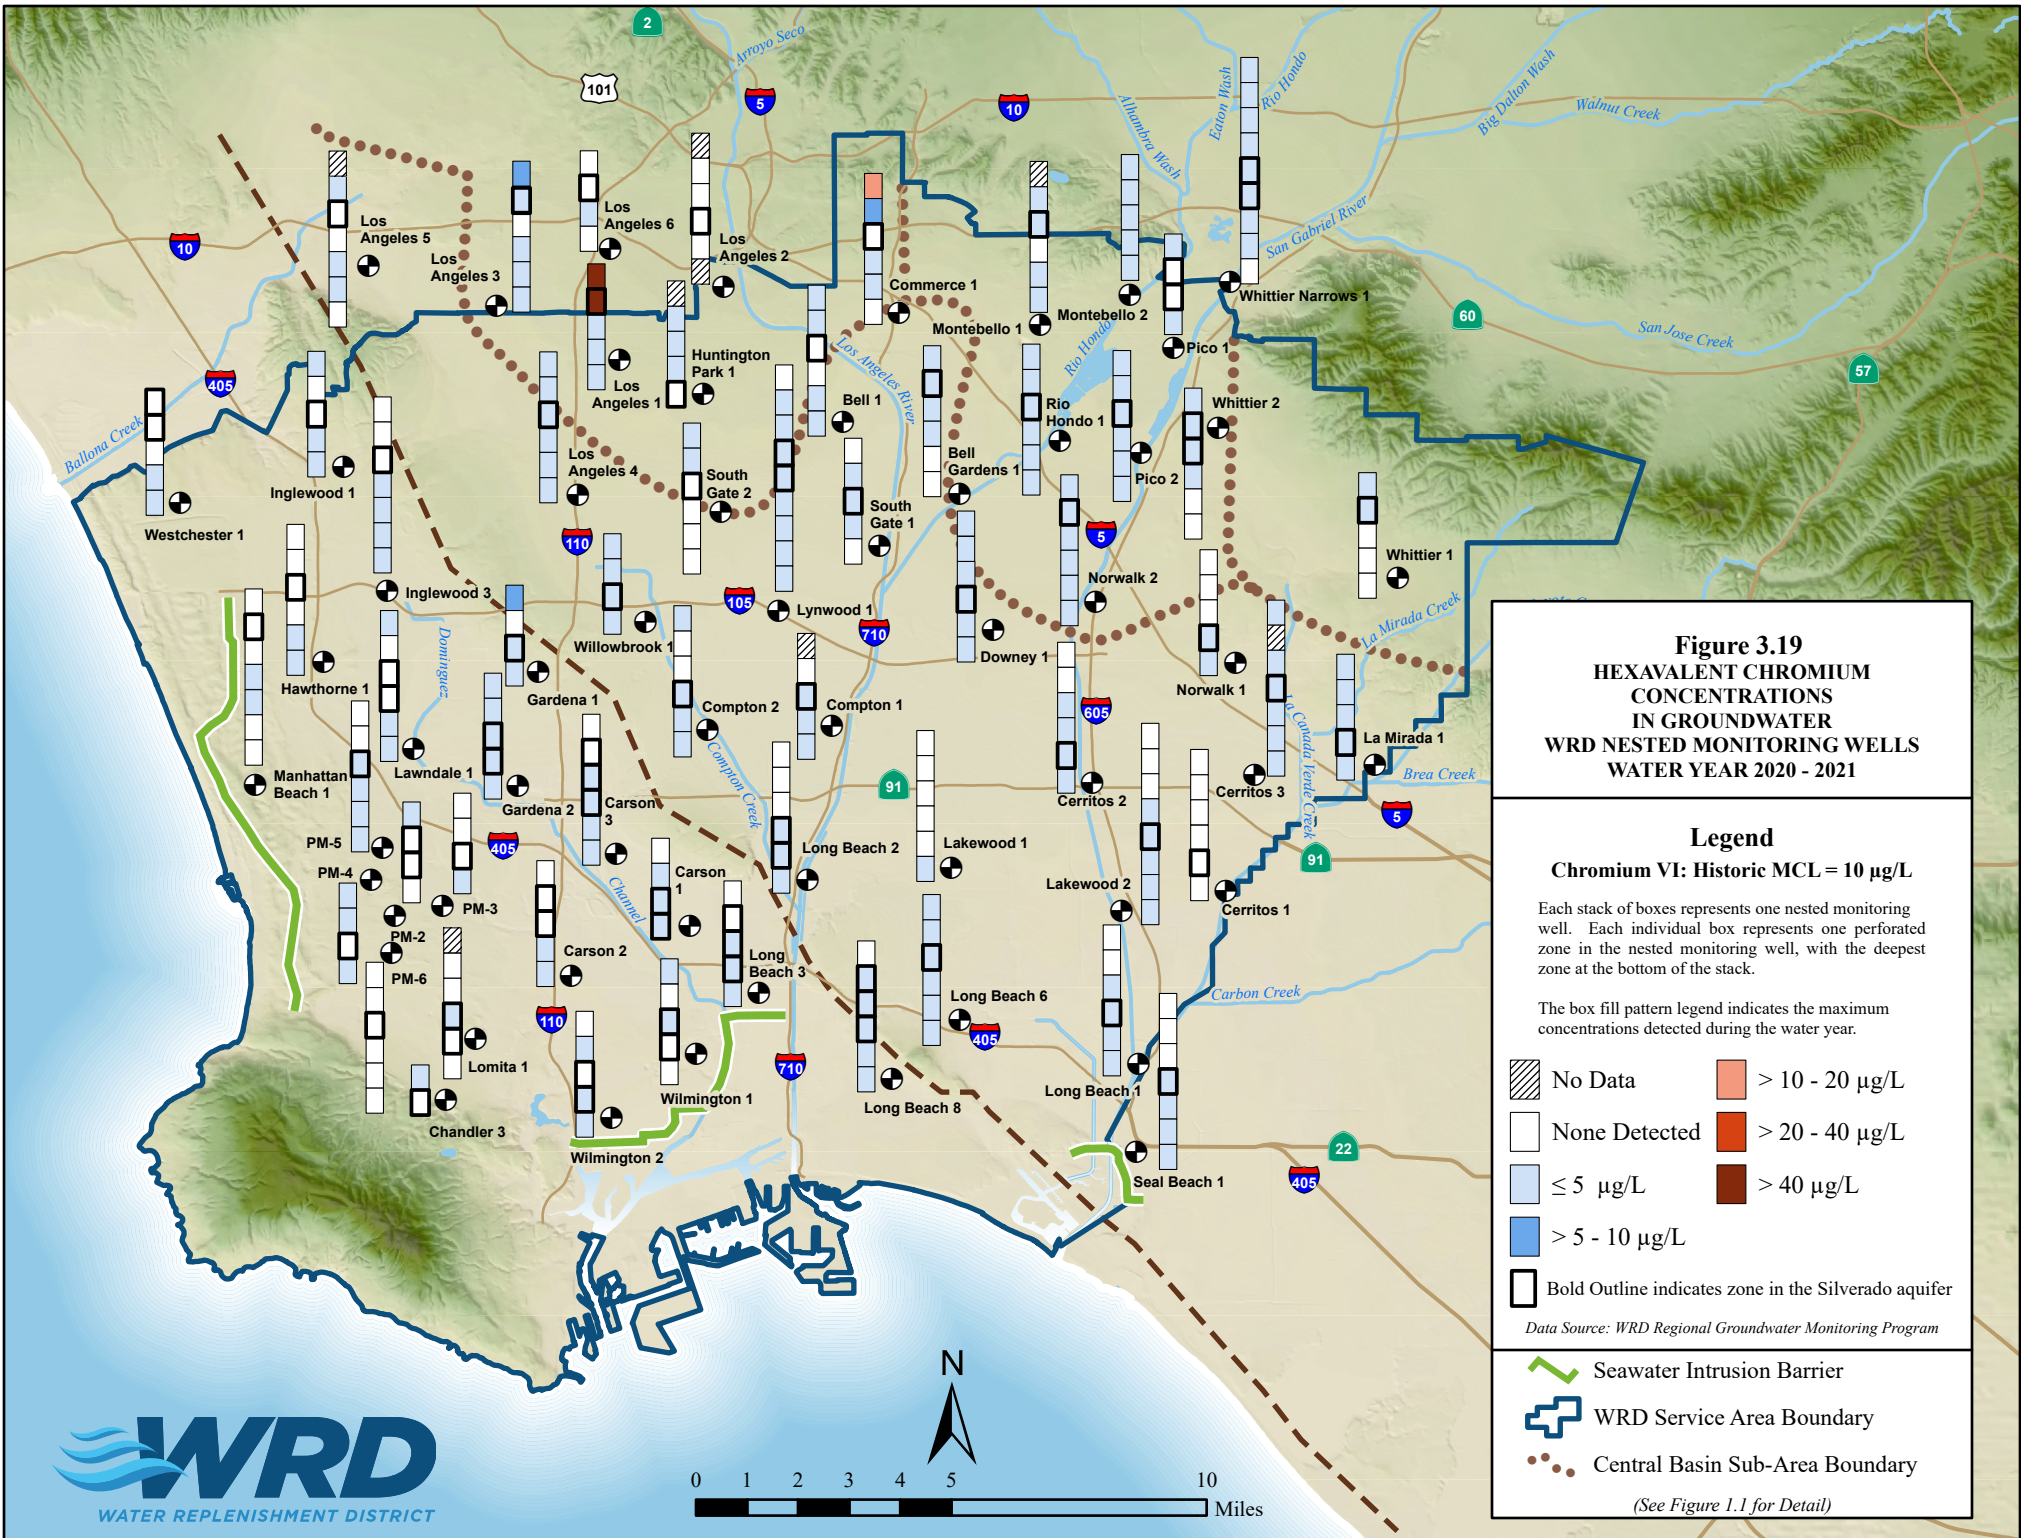 2
Arroyo Seco
101
5
10
Alhambra Wash
Eaton Wash
Rio Hondo
Big Dalton Wash
Walnut Creek
Los
Angeles 5
10
Los
Angeles 3
Los
Angeles 6
Los
Angeles 2
Commerce 1
Montebello 1
Montebello 2
San Gabriel River
Whittier Narrows 1
60
San Jose Creek
57
405
Ballona Creek
Westchester 1
Inglewood 1
Los
Angeles 1
Huntington
Park 1
Bell 1
Los Angeles River
Rio Hondo
Pico 1
Los
Angeles 4
South
Gate 2
South
Gate 1
Bell
Gardens 1
Rio
Hondo 1
Pico 2
Whittier 2
Whittier 1
110
105
5
Inglewood 3
Willowbrook 1
Lynwood 1
710
Downey 1
Norwalk 2
Norwalk 1
La Mirada Creek
Hawthorne 1
Dominguez
Gardena 1
Compton 2
Compton 1
605
La Canada Verde Creek
La Mirada 1
Brea Creek
Manhattan
Beach 1
Lawndale 1
Gardena 2
Carson
3
Compton Creek
91
Cerritos 2
Cerritos 3
5
PM-5
PM-4
405
PM-3
Carson
1
Long Beach 2
Lakewood 1
Lakewood 2
Cerritos 1
91
PM-2
PM-6
Channel
Carson 2
Long
Beach 3
Long Beach 6
405
Carbon Creek
Lomita 1
110
Wilmington 1
710
Long Beach 8
Long Beach 1
Chandler 3
Wilmington 2
Seal Beach 1
22
405
Figure 3.19
HEXAVALENT CHROMIUM
CONCENTRATIONS
IN GROUNDWATER
WRD NESTED MONITORING WELLS
WATER YEAR 2020 - 2021
Legend
Chromium VI: Historic MCL = 10 µg/L
Each stack of boxes represents one nested monitoring
well. Each individual box represents one perforated
zone in the nested monitoring well, with the deepest
zone at the bottom of the stack.
The box fill pattern legend indicates the maximum
concentrations detected during the water year.
No Data
> 10 - 20 µg/L
None Detected
> 20 - 40 µg/L
≤ 5 µg/L
> 40 µg/L
> 5 - 10 µg/L
Bold Outline indicates zone in the Silverado aquifer
Data Source: WRD Regional Groundwater Monitoring Program
Seawater Intrusion Barrier
WRD Service Area Boundary
Central Basin Sub-Area Boundary
(See Figure 1.1 for Detail)
WRD
WATER REPLENISHMENT DISTRICT
N
0 1 2 3 4 5 10
Miles